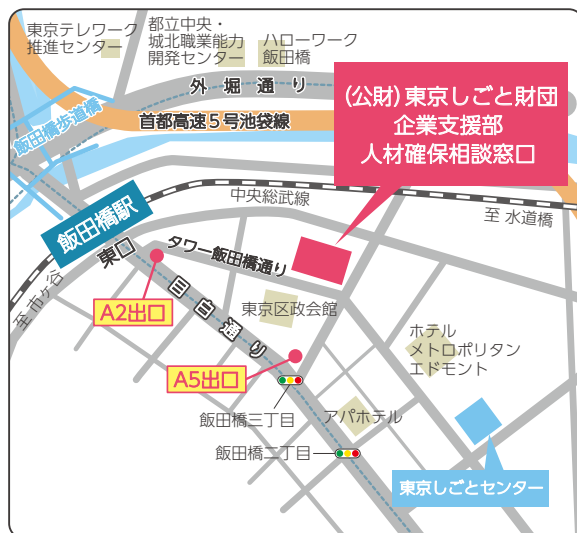 東京テレワーク
推進センター
都立中央・
城北職業能力
開発センター
ハローワーク
飯田橋
外堀通り
飯田橋歩道橋
首都高速5号池袋線
(公財)東京しごと財団
企業支援部
人材確保相談窓口
中央総武線
至 水道橋
飯田橋駅
東口
タワー飯田橋通り
至 市ヶ谷
A2出口
目白通り
東京区政会館
ホテル
メトロポリタン
エドモント
A5出口
飯田橋三丁目
アパホテル
飯田橋二丁目
東京しごとセンター